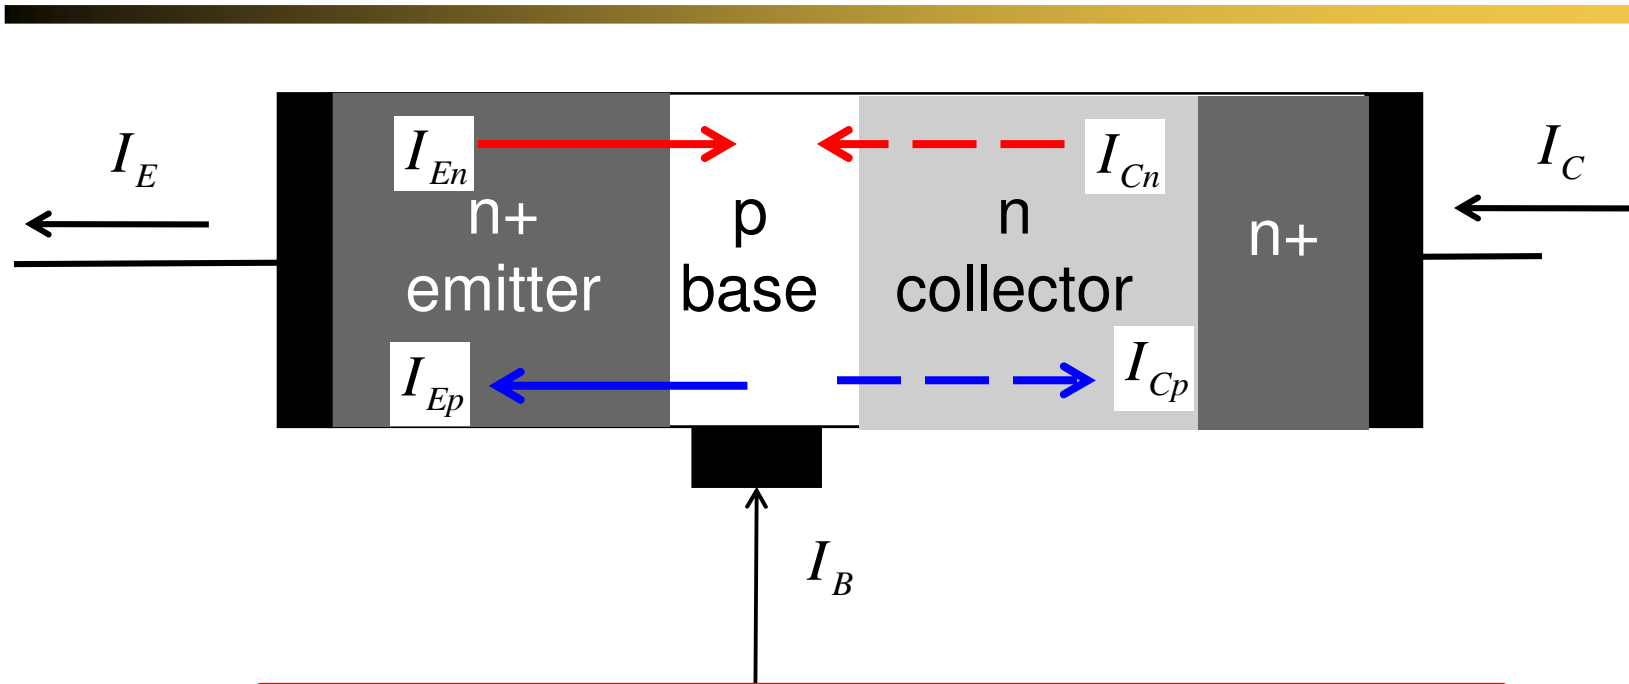 I_E
I_En
I_Cn
I_C
n+ emitter
p base
n collector
n+
I_Ep
I_Cp
I_B